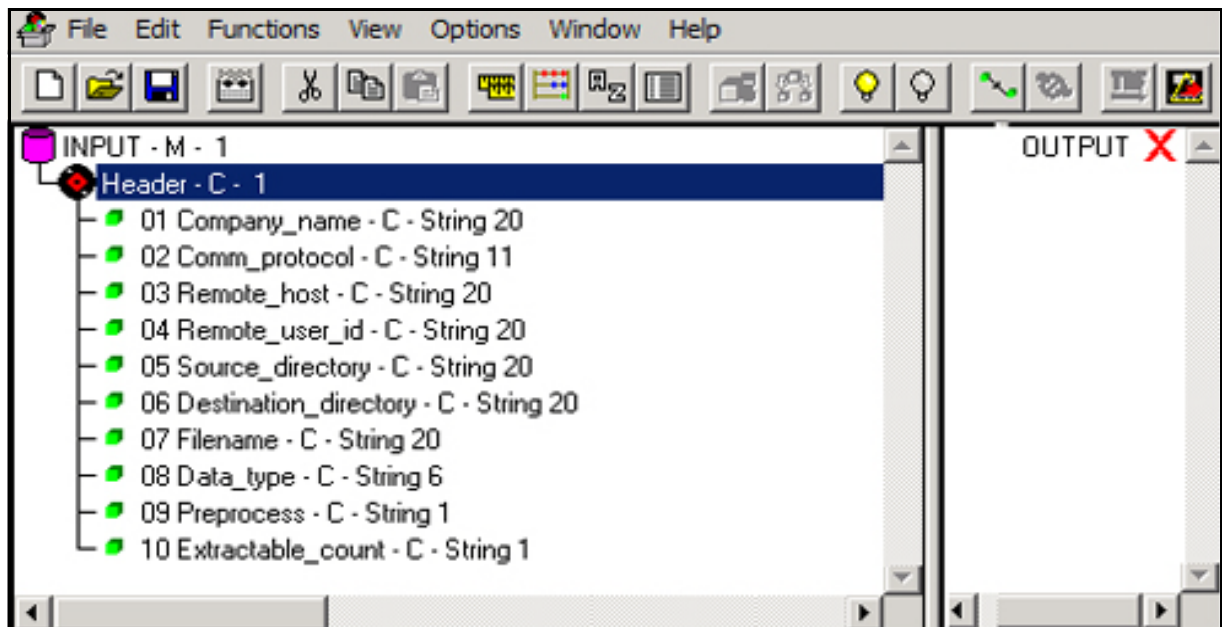 File Edit Functions View Options Window Help
INPUT - M - 1
OUTPUT
Header - C - 1
01 Company_name - C - String 20
02 Comm_protocol - C - String 11
03 Remote_host - C - String 20
04 Remote_user_id - C - String 20
05 Source_directory - C - String 20
06 Destination_directory - C - String 20
07 Filename - C - String 20
08 Data_type - C - String 6
09 Preprocess - C - String 1
10 Extractable_count - C - String 1